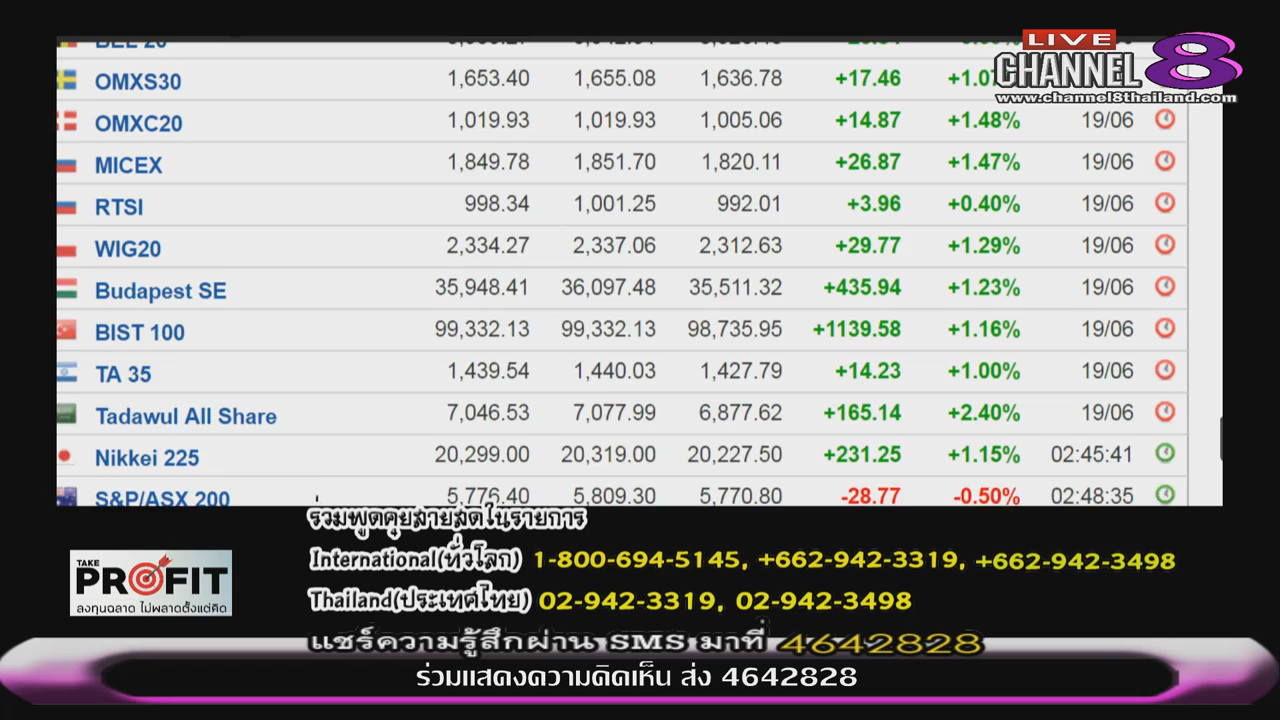 LIVE
CHANNEL 8
www.channel8thailand.com
BEL 20
OMXS30 1,653.40 1,655.08 1,636.78 +17.46
OMXC20 1,019.93 1,019.93 1,005.06 +14.87 +1.48% 19/06
MICEX 1,849.78 1,851.70 1,820.11 +26.87 +1.47% 19/06
RTSI 998.34 1,001.25 992.01 +3.96 +0.40% 19/06
WIG20 2,334.27 2,337.06 2,312.63 +29.77 +1.29% 19/06
Budapest SE 35,948.41 36,097.48 35,511.32 +435.94 +1.23% 19/06
BIST 100 99,332.13 99,332.13 98,735.95 +1139.58 +1.16% 19/06
TA 35 1,439.54 1,440.03 1,427.79 +14.23 +1.00% 19/06
Tadawul All Share 7,046.53 7,077.99 6,877.62 +165.14 +2.40% 19/06
Nikkei 225 20,299.00 20,319.00 20,227.50 +231.25 +1.15% 02:45:41
S&P/ASX 200 5,775.40 5,809.30 5,770.80 -28.77 -0.50% 02:48:35
รวมพูดคุยสายสดในรายการ
International(ทั่วโลก) 1-800-694-5145, +662-942-3319, +662-942-3498
Thailand(ประเทศไทย) 02-942-3319, 02-942-3498
TAKE
PROFIT
ลงทุนฉลาด ไม่พลาดตั้งแต่คิด
แชร์ความรู้สึกผ่าน SMS มาที่ 4642828
ร่วมแสดงความคิดเห็น ส่ง 4642828